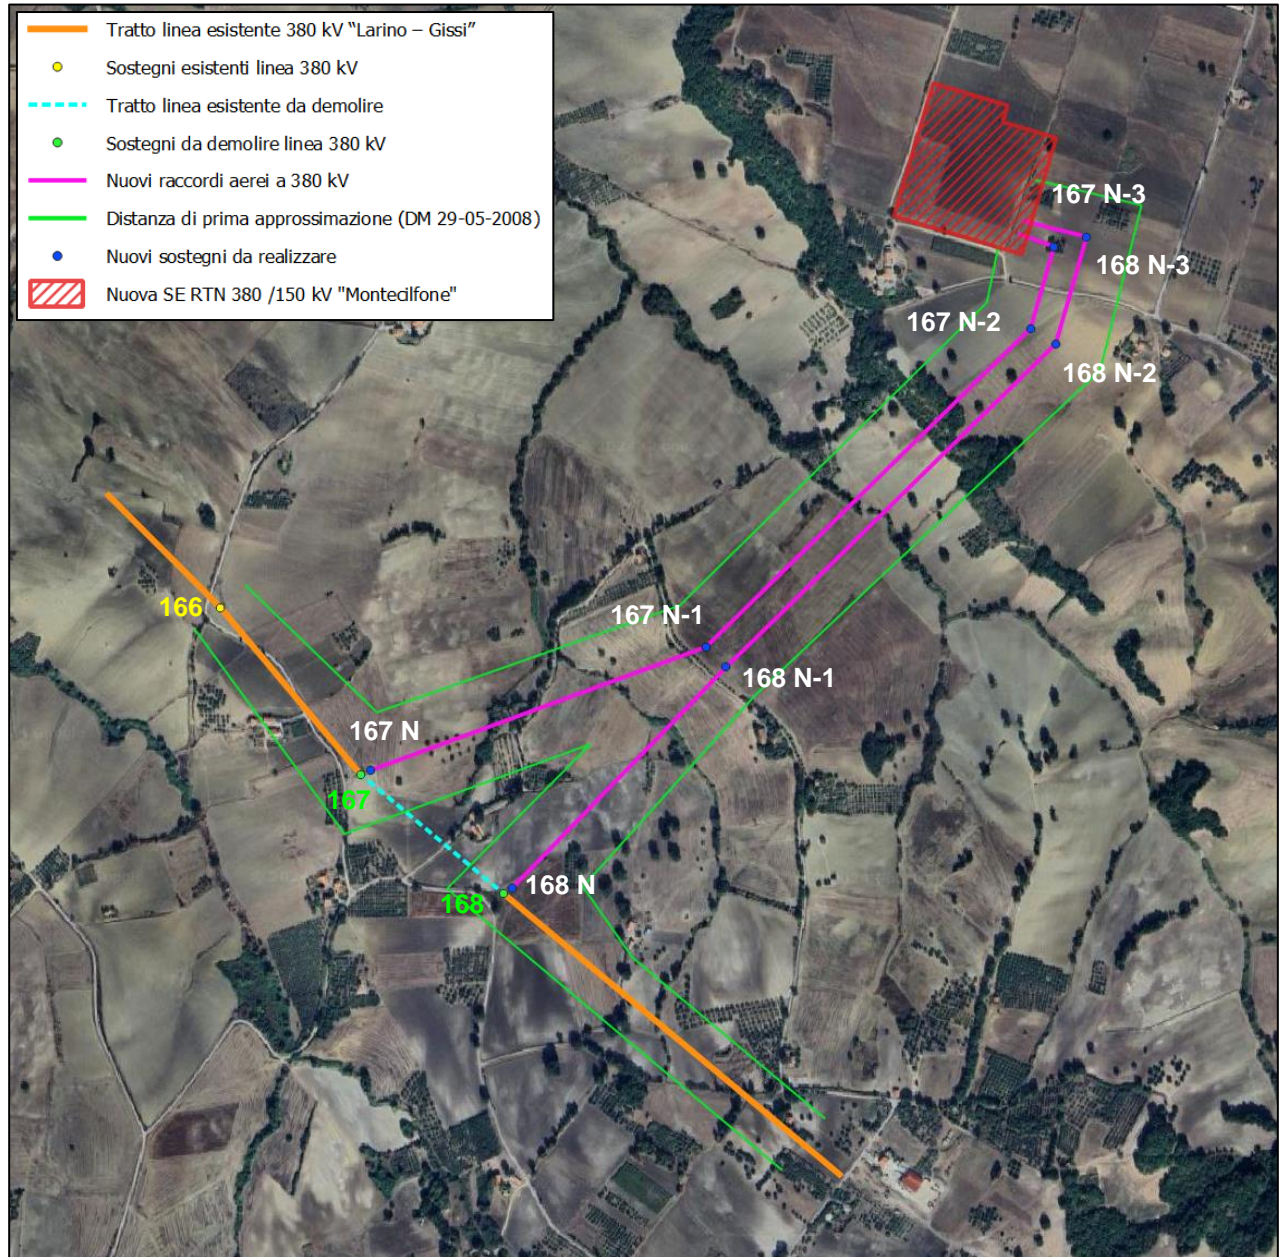 Tratto linea esistente 380 kV “Larino – Gissi”
Sostegni esistenti linea 380 kV
Tratto linea esistente da demolire
Sostegni da demolire linea 380 kV
Nuovi raccordi aerei a 380 kV
Distanza di prima approssimazione (DM 29-05-2008)
Nuovi sostegni da realizzare
Nuova SE RTN 380 /150 kV "Montecilfone"
167 N-3
168 N-3
167 N-2
168 N-2
166
167 N-1
168 N-1
167 N
167
168 N
168